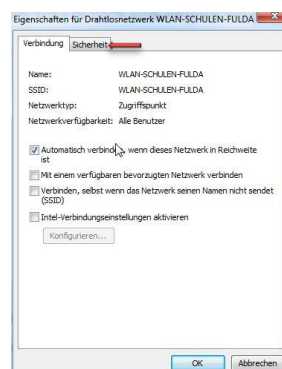 Eigenschaften für Drahtlosnetzwerk WLAN-SCHULEN-FULDA
Verbindung Sicherheit
Name: WLAN-SCHULEN-FULDA
SSID: WLAN-SCHULEN-FULDA
Netzwerktyp: Zugriffspunkt
Netzwerkverfügbarkeit: Alle Benutzer
Automatisch verbinden, wenn dieses Netzwerk in Reichweite
ist
Mit einem verfügbaren bevorzugten Netzwerk verbinden
Verbinden, selbst wenn das Netzwerk seinen Namen nicht sendet
(SSID)
Intel-Verbindungseinstellungen aktivieren
Konfigurieren...
OK Abbrechen